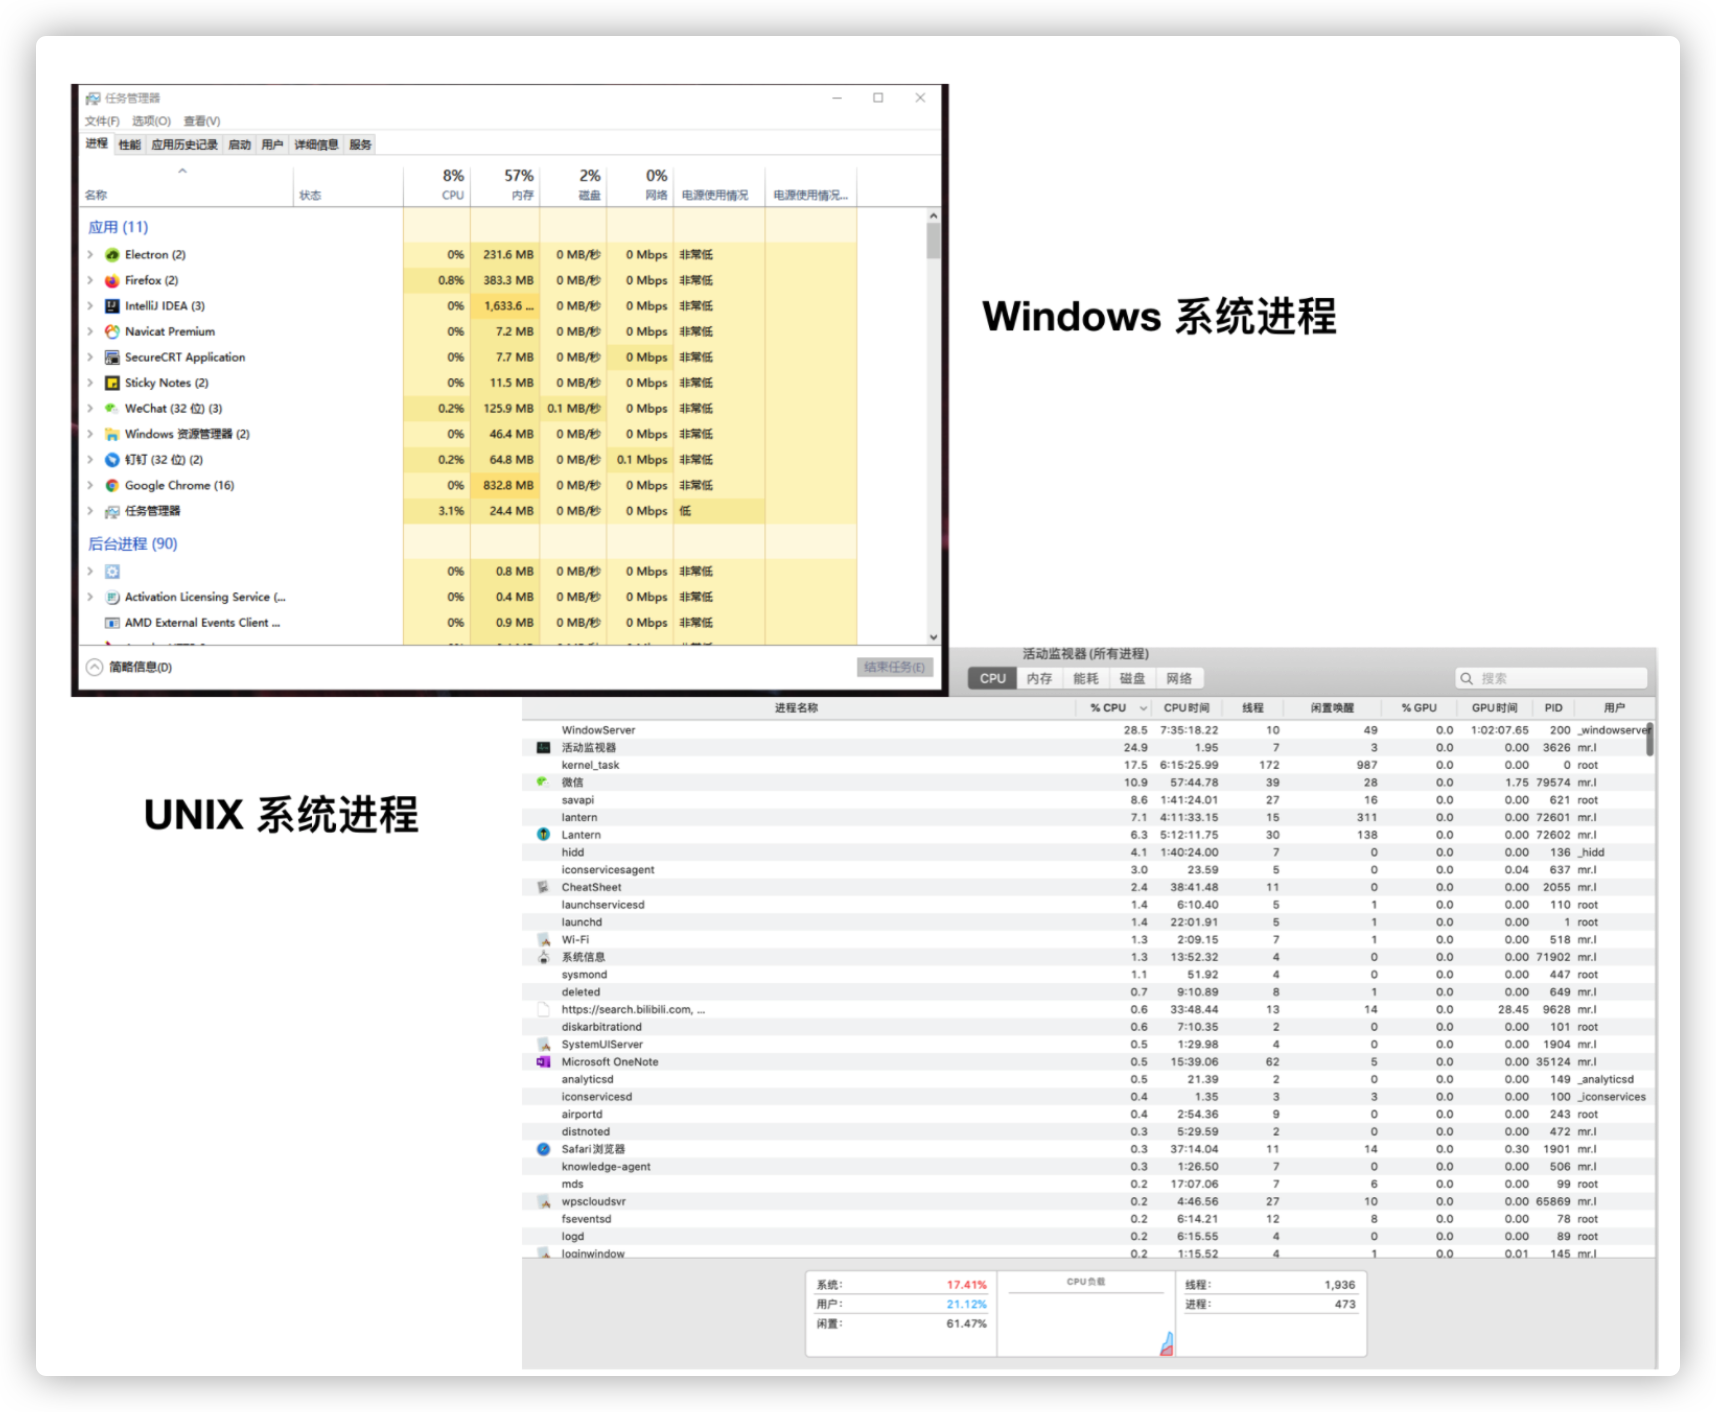 任务管理器
文件(F) 选项(O) 查看(V)
进程 性能 应用历史记录 启动 用户 详细信息 服务
8% 57% 2% 0%
名称 状态 CPU 内存 磁盘 网络 电源使用情况 电源使用情况...
应用 (11)
Electron (2) 0% 231.6 MB 0 MB/秒 0 Mbps 非常低
Firefox (2) 0.8% 383.3 MB 0 MB/秒 0 Mbps 非常低
IntelliJ IDEA (3) 0% 1,633.6 ... 0 MB/秒 0 Mbps 非常低
Navicat Premium 0% 7.2 MB 0 MB/秒 0 Mbps 非常低
SecureCRT Application 0% 7.7 MB 0 MB/秒 0 Mbps 非常低
Sticky Notes (2) 0% 11.5 MB 0 MB/秒 0 Mbps 非常低
WeChat (32 位) (3) 0.2% 125.9 MB 0.1 MB/秒 0 Mbps 非常低
Windows 资源管理器 (2) 0% 46.4 MB 0 MB/秒 0 Mbps 非常低
钉钉 (32 位) (2) 0.2% 64.8 MB 0 MB/秒 0.1 Mbps 非常低
Google Chrome (16) 0% 832.8 MB 0 MB/秒 0 Mbps 非常低
任务管理器 3.1% 24.4 MB 0 MB/秒 0 Mbps 低
后台进程 (90)
0% 0.8 MB 0 MB/秒 0 Mbps 非常低
Activation Licensing Service (... 0% 0.4 MB 0 MB/秒 0 Mbps 非常低
AMD External Events Client ... 0% 0.9 MB 0 MB/秒 0 Mbps 非常低
简略信息(D) 结束任务(E)
Windows 系统进程
UNIX 系统进程
活动监视器 (所有进程)
CPU 内存 能耗 磁盘 网络 搜索
进程名称 % CPU CPU 时间 线程 闲置唤醒 % GPU GPU 时间 PID 用户
WindowServer 28.5 7:35:18.22 10 49 0.0 1:02:07.65 200 _windowserver
活动监视器 24.9 1.95 7 3 0.0 0.00 3626 mr.l
kernel_task 17.5 6:15:25.99 172 987 0.0 0.00 0 root
微信 10.9 57:44.78 39 28 0.0 1.75 79574 mr.l
savapi 8.6 1:41:24.01 27 16 0.0 0.00 621 root
lantern 7.1 4:11:33.15 15 311 0.0 0.00 72601 mr.l
Lantern 6.3 5:12:11.75 30 138 0.0 0.00 72602 mr.l
hidd 4.1 1:40:24.00 7 0 0.0 0.00 136 _hidd
iconservicesagent 3.0 23.59 5 0 0.0 0.04 637 mr.l
CheatSheet 2.4 38:41.48 11 0 0.0 0.00 2055 mr.l
launchservicesd 1.4 6:10.40 5 1 0.0 0.00 110 root
launchd 1.4 22:01.91 5 1 0.0 0.00 1 root
Wi-Fi 1.3 2:09.15 7 1 0.0 0.00 518 mr.l
系统信息 1.3 13:52.32 4 0 0.0 0.00 71902 mr.l
sysmond 1.1 51.92 4 0 0.0 0.00 447 root
deleted 0.7 9:10.89 8 1 0.0 0.00 649 mr.l
https://search.bilibili.com, ... 0.6 33:48.44 13 14 0.0 28.45 9628 mr.l
diskarbitrationd 0.6 7:10.35 2 0 0.0 0.00 101 root
SystemUIServer 0.5 1:29.98 4 0 0.0 0.00 1904 mr.l
Microsoft OneNote 0.5 15:39.06 62 5 0.0 0.00 35124 mr.l
analyticsd 0.5 21.39 2 0 0.0 0.00 149 _analyticsd
iconservicesd 0.4 1.35 3 3 0.0 0.00 100 _iconservices
airportd 0.4 2:54.36 9 0 0.0 0.00 243 root
distnoted 0.3 5:29.59 2 0 0.0 0.00 472 mr.l
Safari 浏览器 0.3 37:14.04 11 14 0.0 0.30 1901 mr.l
knowledge-agent 0.3 1:26.50 7 0 0.0 0.00 506 mr.l
mds 0.2 17:07.06 7 6 0.0 0.00 99 root
wpscloudsvr 0.2 4:46.56 27 10 0.0 0.00 65869 mr.l
fseventsd 0.2 6:14.21 12 8 0.0 0.00 78 root
logd 0.2 6:15.55 4 0 0.0 0.00 89 root
loginwindow 0.2 1:15.52 4 1 0.0 0.01 145 mr.l
系统: 17.41% CPU 负载 线程: 1,936
用户: 21.12% 进程: 473
闲置: 61.47%